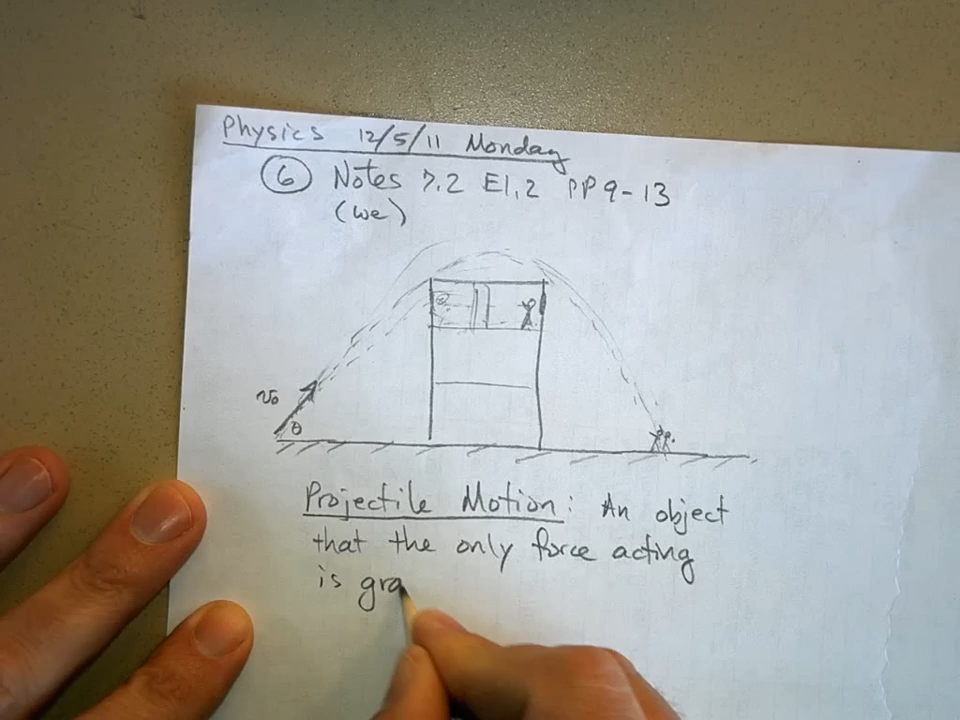 Physics 12/5/11 Monday
6 Notes 7.2 E1,2 PP 9-13
(we)
v₀
θ
Projectile Motion: An object
that the only force acting
is gra